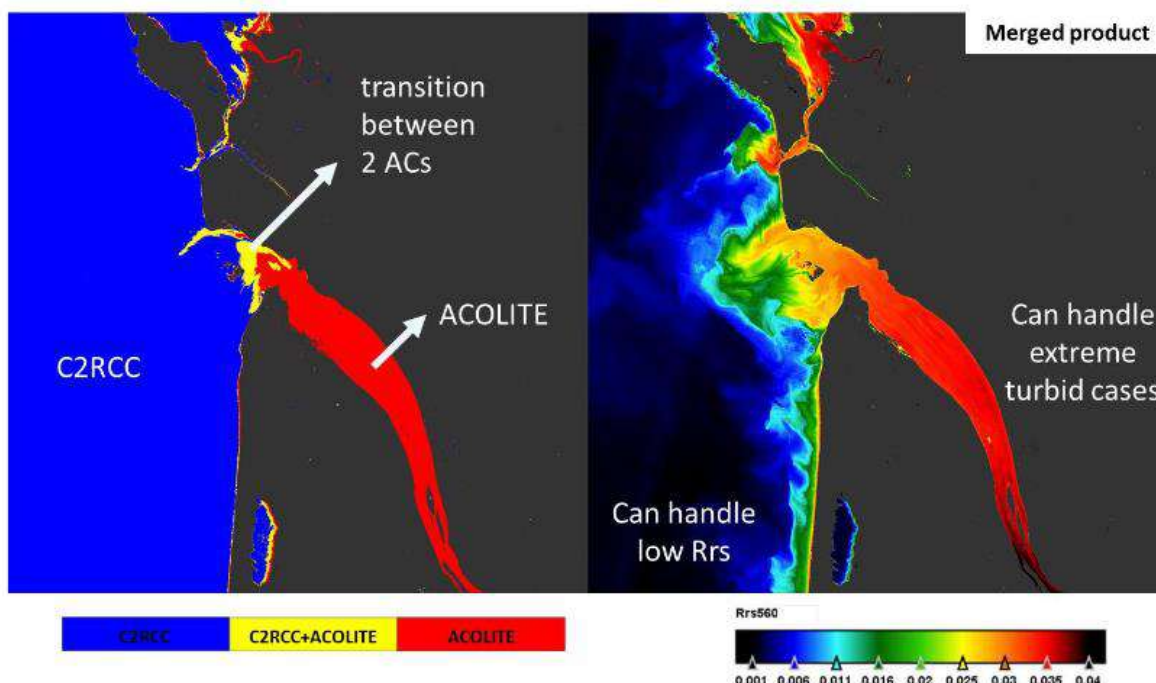 Merged product
transition
between
2 ACs
ACOLITE
C2RCC
Can handle
extreme
turbid cases
Can handle
low Rrs
C2RCC
C2RCC+ACOLITE
ACOLITE
Rrs560
0.001 0.006 0.011 0.016 0.02 0.025 0.03 0.035 0.04